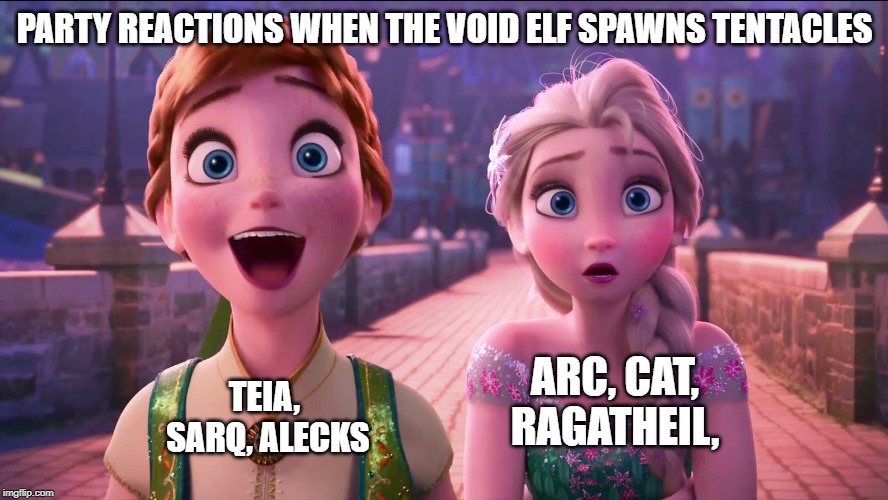 PARTY REACTIONS WHEN THE VOID ELF SPAWNS TENTACLES
TEIA,
SARQ, ALECKS
ARC, CAT,
RAGATHEIL,
imgflip.com